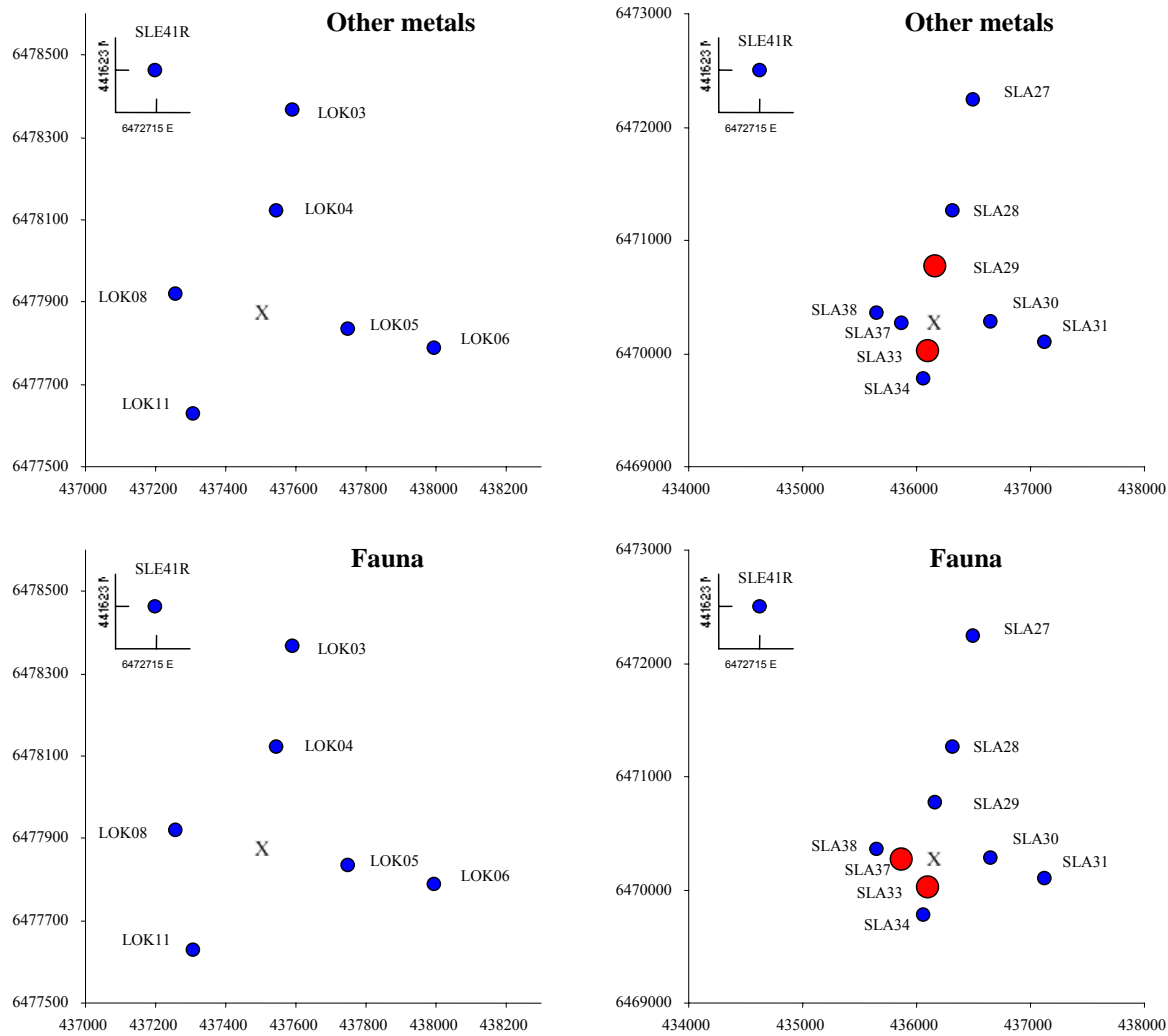 Other metals
6478500
6478300
6478100
6477900
6477700
6477500
437000 437200 437400 437600 437800 438000 438200
SLE41R
441623 N
6472715 E
LOK03
LOK04
LOK08
X
LOK05
LOK06
LOK11
Other metals
6473000
6472000
6471000
6470000
6469000
434000 435000 436000 437000 438000
SLE41R
441623 N
6472715 E
SLA27
SLA28
SLA29
SLA38
SLA37
X
SLA30
SLA31
SLA33
SLA34
Fauna
6478500
6478300
6478100
6477900
6477700
6477500
437000 437200 437400 437600 437800 438000 438200
SLE41R
441623 N
6472715 E
LOK03
LOK04
LOK08
X
LOK05
LOK06
LOK11
Fauna
6473000
6472000
6471000
6470000
6469000
434000 435000 436000 437000 438000
SLE41R
441623 N
6472715 E
SLA27
SLA28
SLA29
SLA38
SLA37
X
SLA30
SLA31
SLA33
SLA34